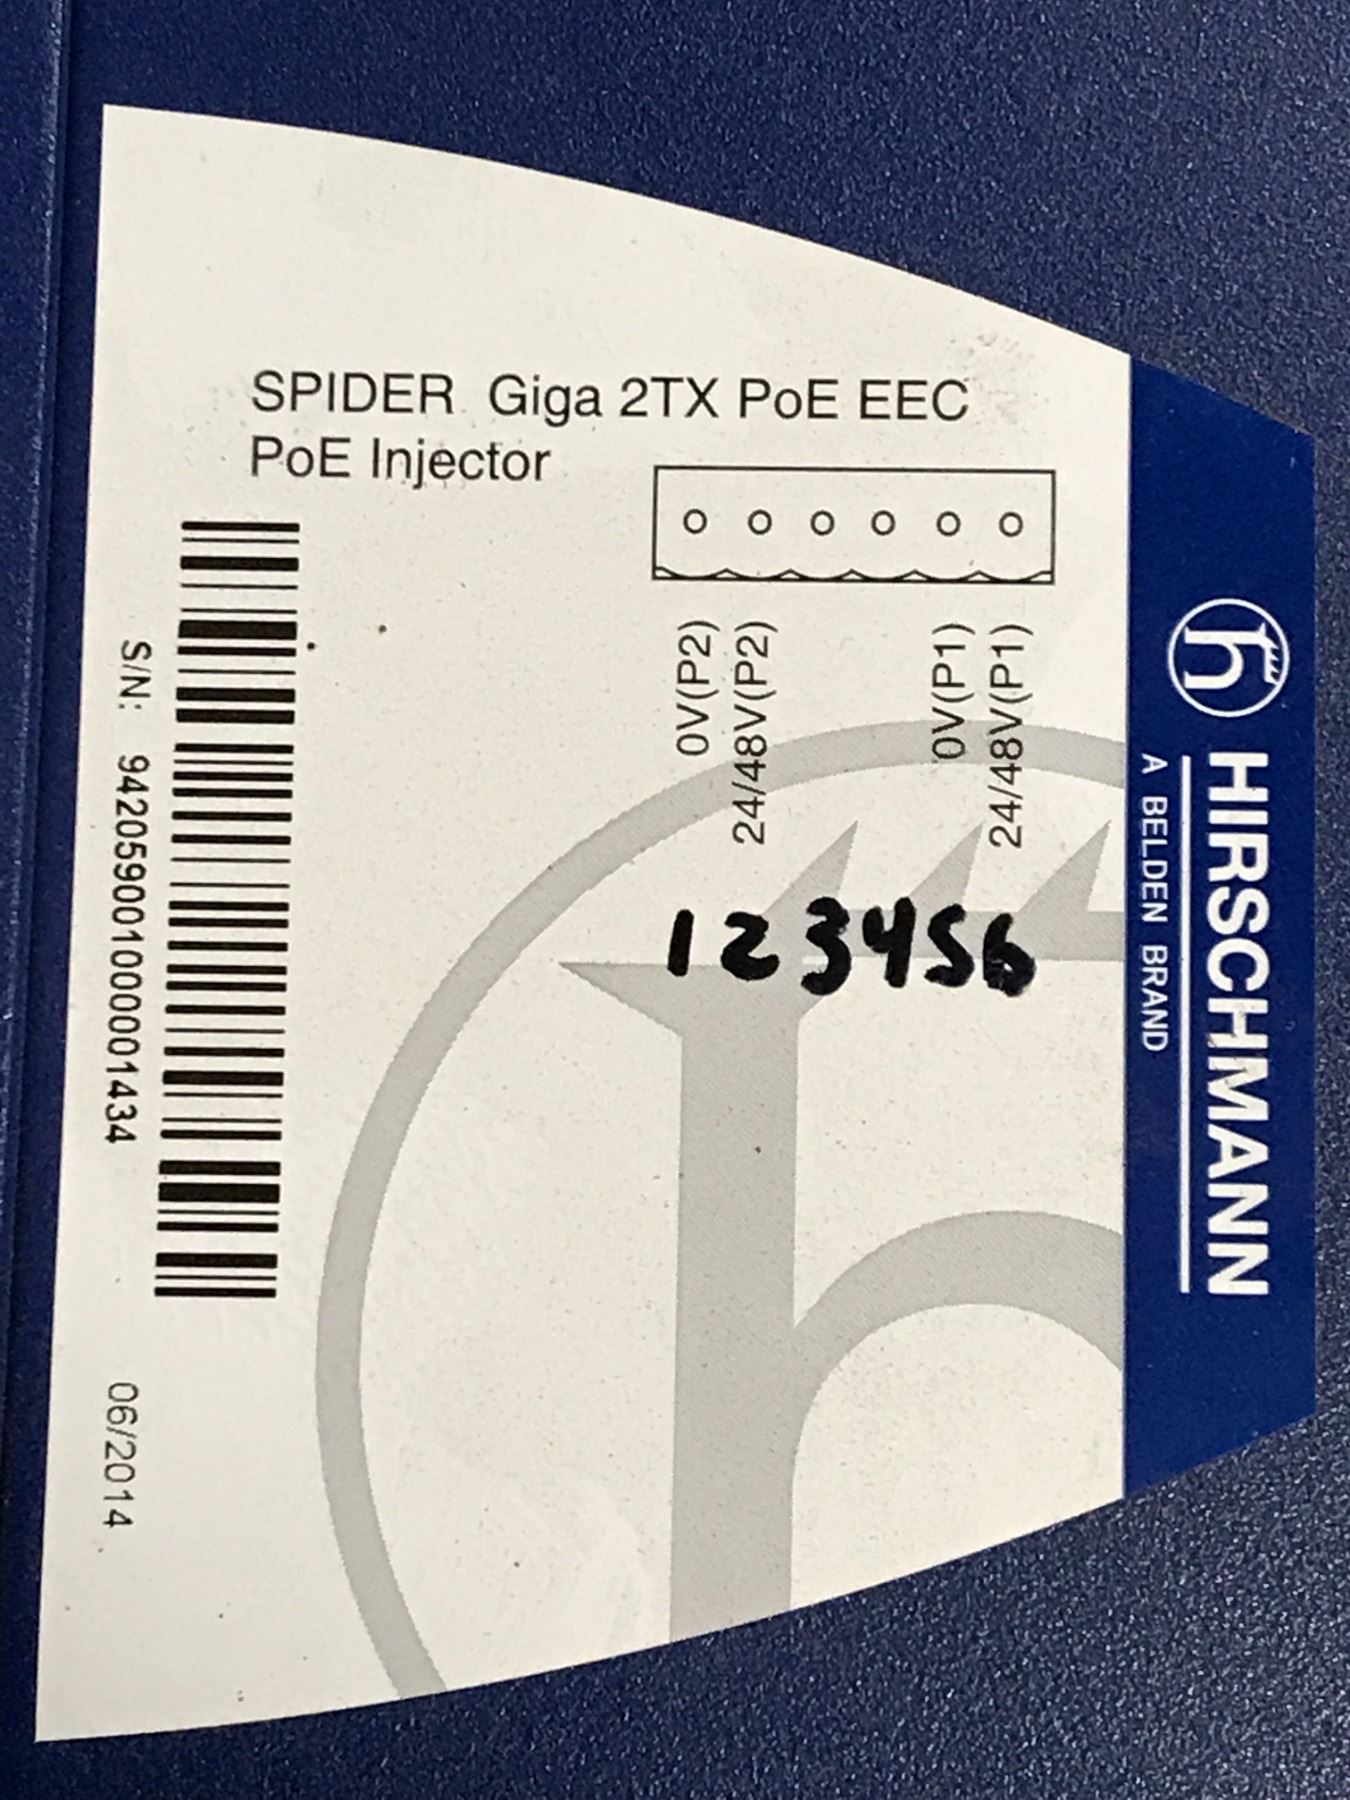 SPIDER Giga 2TX PoE EEC
PoE Injector
0V(P2)
24/48V(P2)
0V(P1)
24/48V(P1)
123456
S/N: 942059001000001434
06/2014
HIRSCHMANN
A BELDEN BRAND